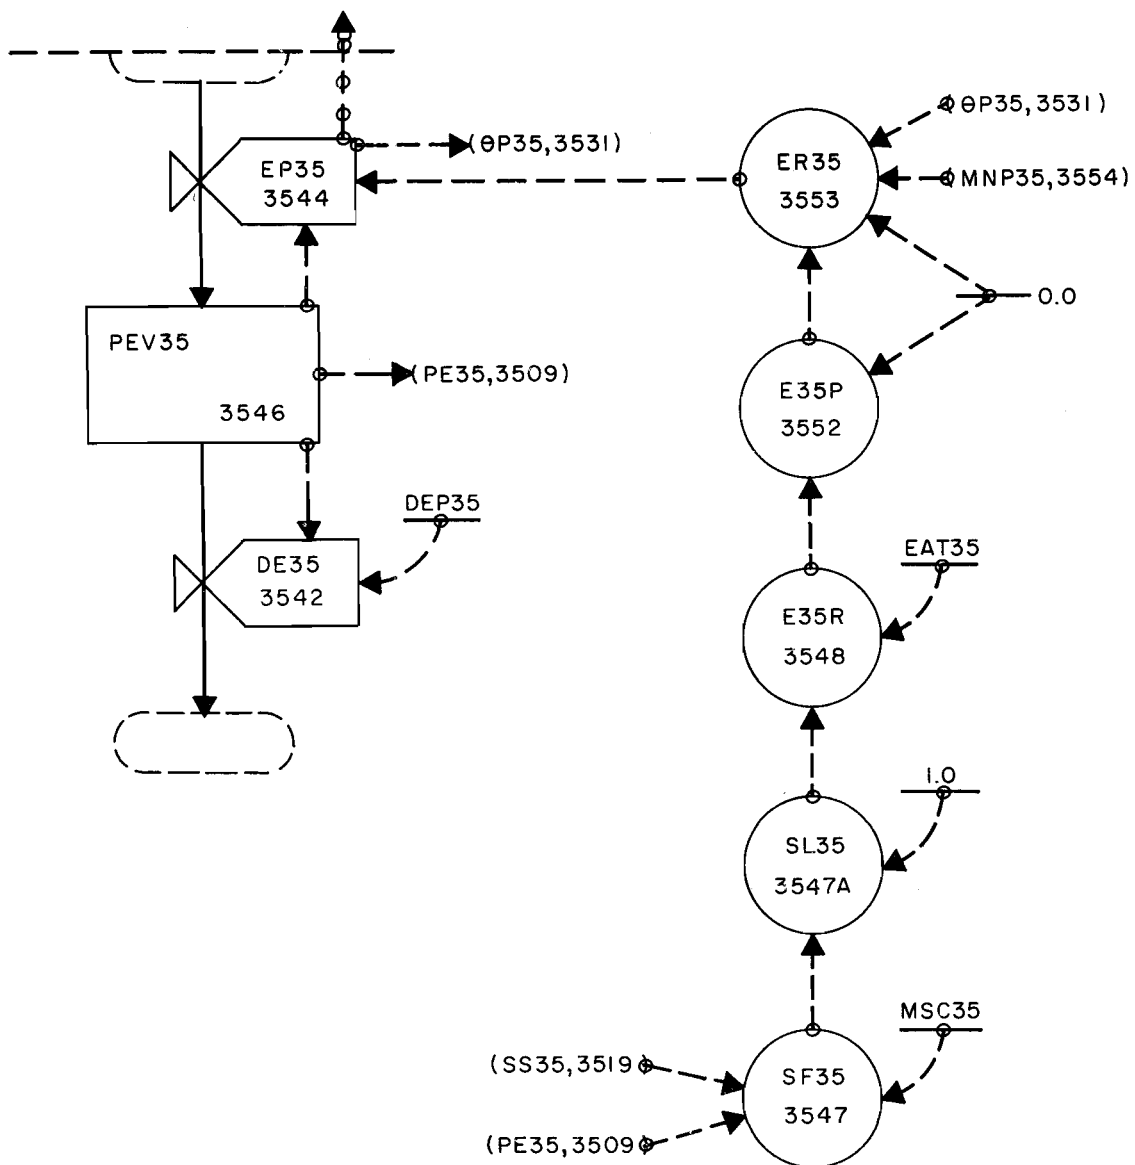 (θP35,3531)
EP35
3544
(θP35,3531)
ER35
3553
MNP35,3554)
0.0
PEV35
3546
(PE35,3509)
E35P
3552
DEP35
DE35
3542
EAT35
E35R
3548
1.0
SL35
3547A
MSC35
(SS35,3519)
SF35
3547
(PE35,3509)